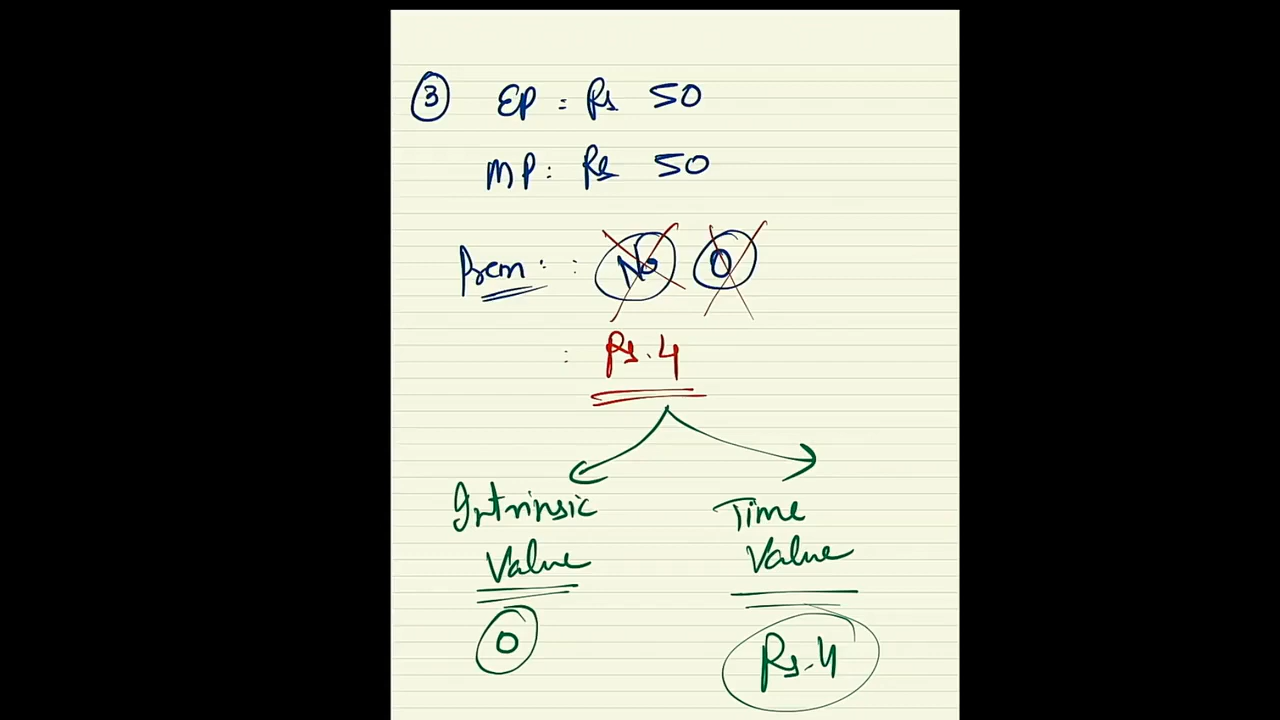 3 EP = Rs 50
MP : Rs 50
Prem : : No 0
: Rs. 4
Intrinsic Value
Time Value
0
Rs. 4